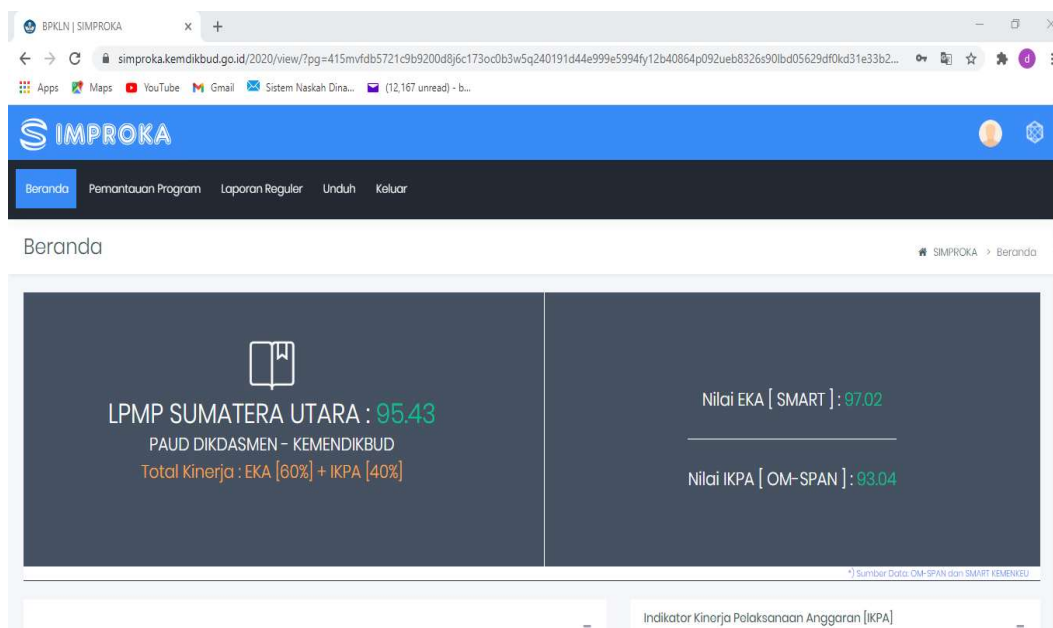 BPKLN | SIMPROKA
simproka.kemdikbud.go.id/2020/view/?pg=415mvfdb5721c9b9200d8j6c173oc0b3w5q240191d44e999e5994fy12b40864p092ueb8326s90lbd05629df0kd31e33b2...
Apps Maps YouTube Gmail Sistem Naskah Dina... (12,167 unread) - b...
d
SIMPROKA
Beranda Pemantauan Program Laporan Reguler Unduh Keluar
Beranda
SIMPROKA > Beranda
LPMP SUMATERA UTARA : 95.43
PAUD DIKDASMEN - KEMENDIKBUD
Total Kinerja : EKA [60%] + IKPA [40%]
Nilai EKA [ SMART ] : 97.02
Nilai IKPA [ OM-SPAN ] : 93.04
*) Sumber Data: OM-SPAN dan SMART KEMENKEU
Indikator Kinerja Pelaksanaan Anggaran [IKPA]